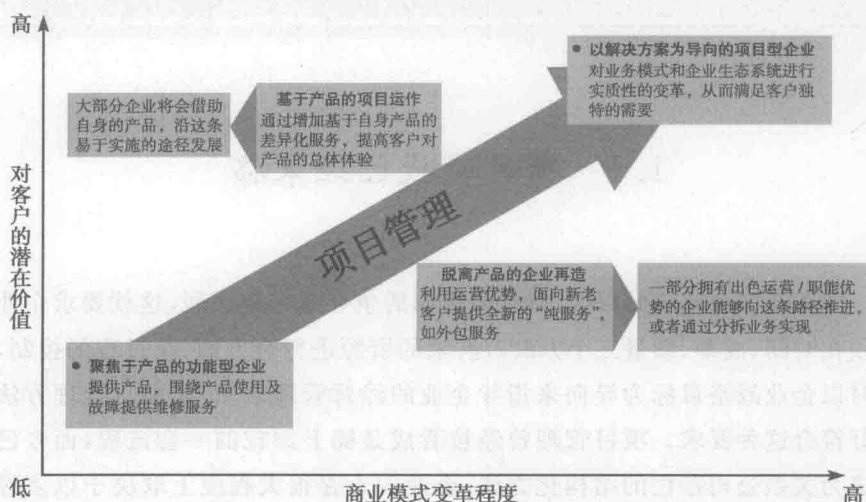 高
大部分企业将会借助
自身的产品，沿这条
易于实施的途径发展
基于产品的项目运作
通过增加基于自身产品的
差异化服务，提高客户对
产品的总体体验
• 以解决方案为导向的项目型企业
对业务模式和企业生态系统进行
实质性的变革，从而满足客户独
特的需要
对客户的潜在价值
项目管理
脱离产品的企业再造
利用运营优势，面向新老
客户提供全新的“纯服务”，
如外包服务
一部分拥有出色运营/职能优
势的企业能够向这条路径推进，
或者通过分拆业务实现
• 聚焦于产品的功能型企业
提供产品，围绕产品使用及
故障提供维修服务
低
商业模式变革程度
高